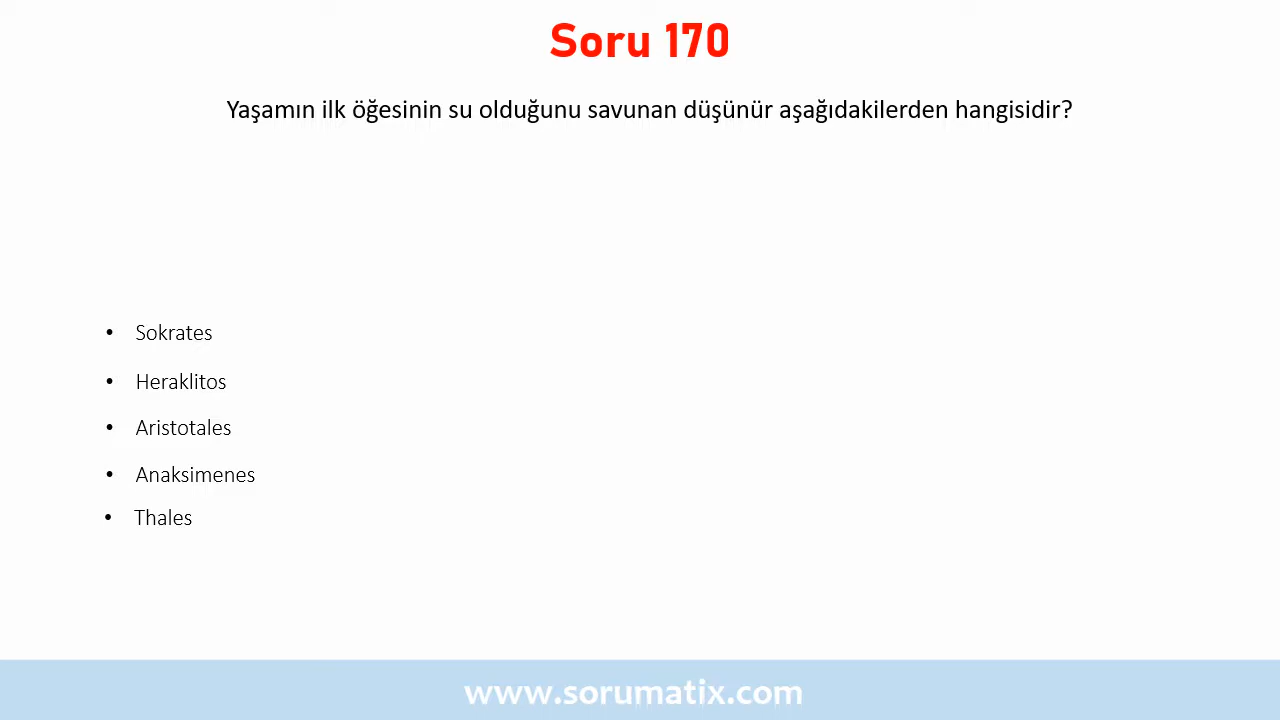 Soru 170
Yaşamın ilk öğesinin su olduğunu savunan düşünür aşağıdakilerden hangisidir?
• Sokrates
• Heraklitos
• Aristotales
• Anaksimenes
• Thales
www.sorumatix.com